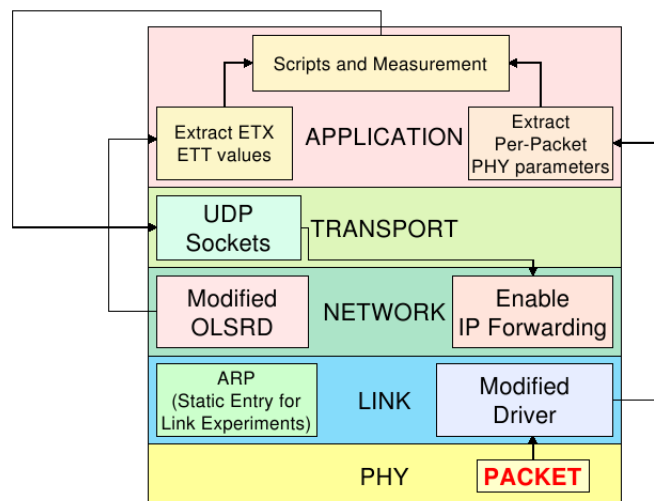 Scripts and Measurement
Extract ETX
ETT values
APPLICATION
Extract
Per-Packet
PHY parameters
UDP
Sockets
TRANSPORT
Modified
OLSRD
NETWORK
Enable
IP Forwarding
ARP
(Static Entry for
Link Experiments)
LINK
Modified
Driver
PHY
PACKET